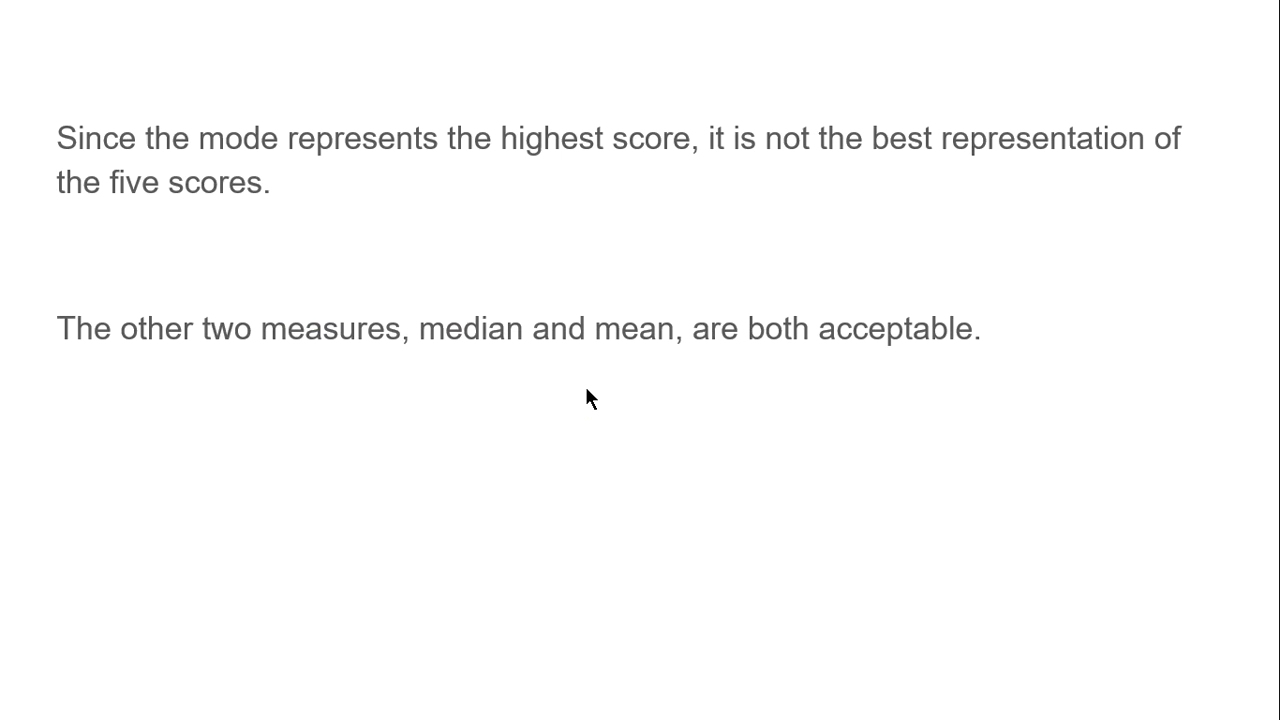 Since the mode represents the highest score, it is not the best representation of
the five scores.
The other two measures, median and mean, are both acceptable.